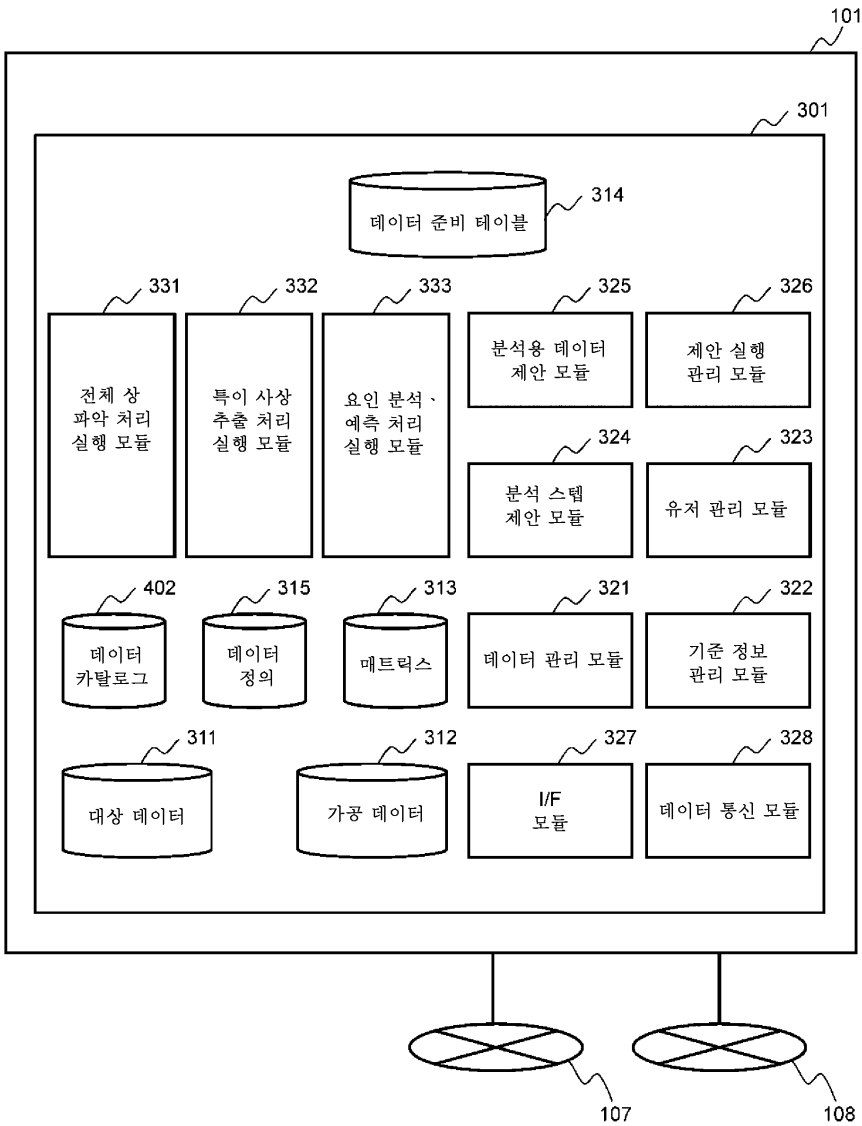 101
301
314
데이터 준비 테이블
331
332
333
325
326
전체 상
파악 처리
실행 모듈
특이 사상
추출 처리
실행 모듈
요인 분석、
예측 처리
실행 모듈
분석용 데이터
제안 모듈
제안 실행
관리 모듈
324
323
분석 스텝
제안 모듈
유저 관리 모듈
402
315
313
321
322
데이터
카탈로그
데이터
정의
매트릭스
데이터 관리 모듈
기준 정보
관리 모듈
311
312
327
328
대상 데이터
가공 데이터
I/F
모듈
데이터 통신 모듈
107
108